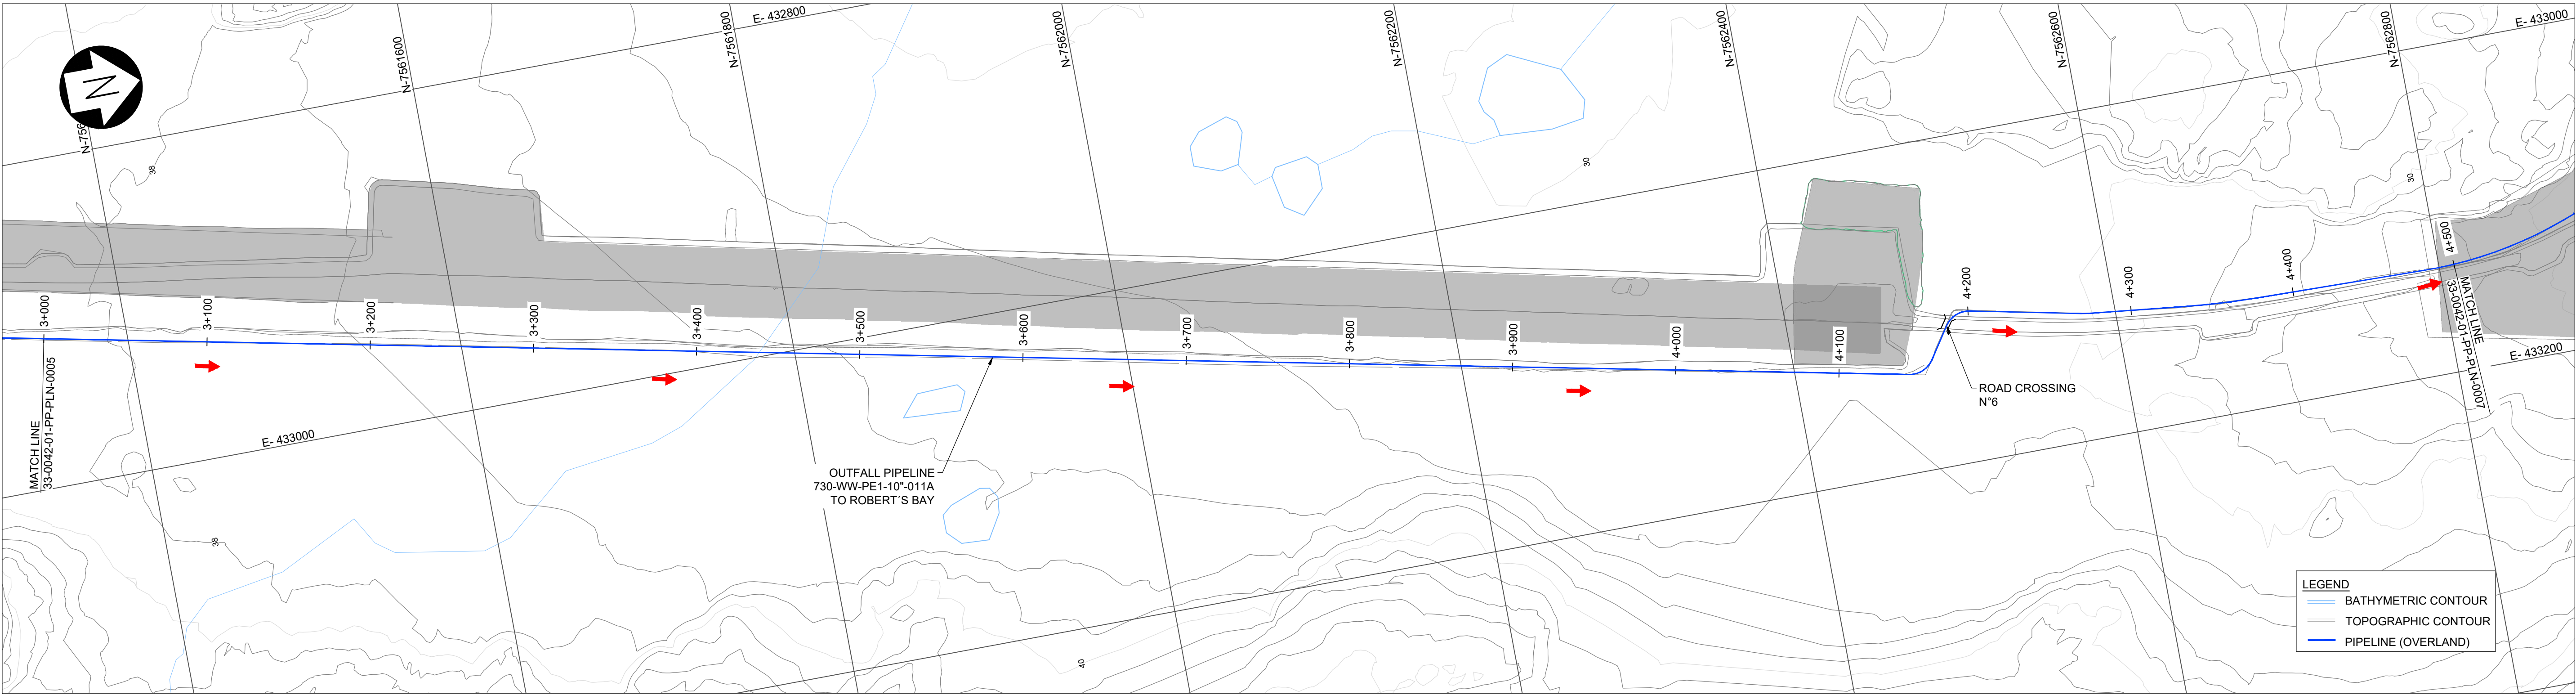 E- 432800
E- 433000
N-7561600
N-7561800
N-7562000
N-7562200
N-7562400
N-7562600
N-7562800
N
38
30
30
3+000
3+100
3+200
3+300
3+400
3+500
3+600
3+700
3+800
3+900
4+000
4+100
4+200
4+300
4+400
4+500
MATCH LINE
33-0042-01-PP-PLN-0005
MATCH LINE
33-0042-01-PP-PLN-0007
E- 433200
ROAD CROSSING
N°6
E- 433000
OUTFALL PIPELINE
730-WW-PE1-10"-011A
TO ROBERT´S BAY
38
40
LEGEND
BATHYMETRIC CONTOUR
TOPOGRAPHIC CONTOUR
PIPELINE (OVERLAND)